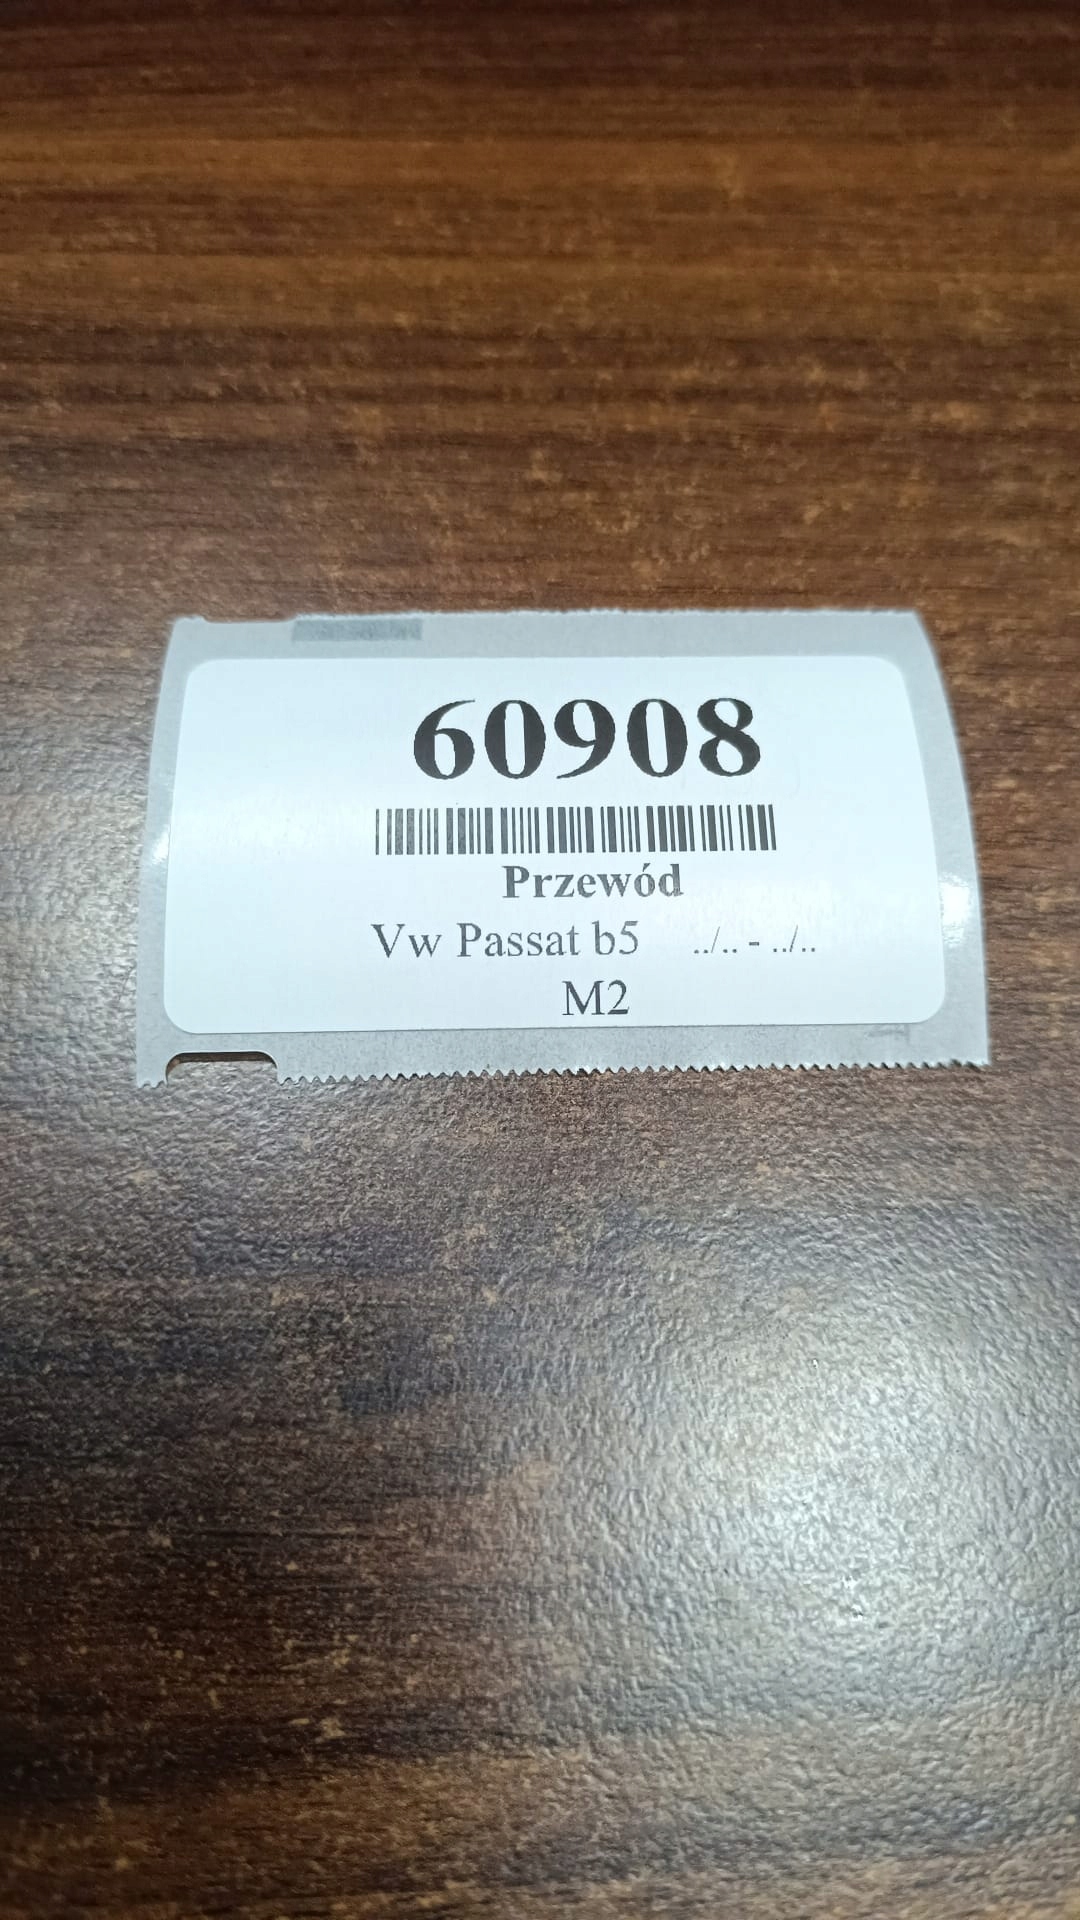 60908
Przewód
Vw Passat b5 ../.. - ../..
M2